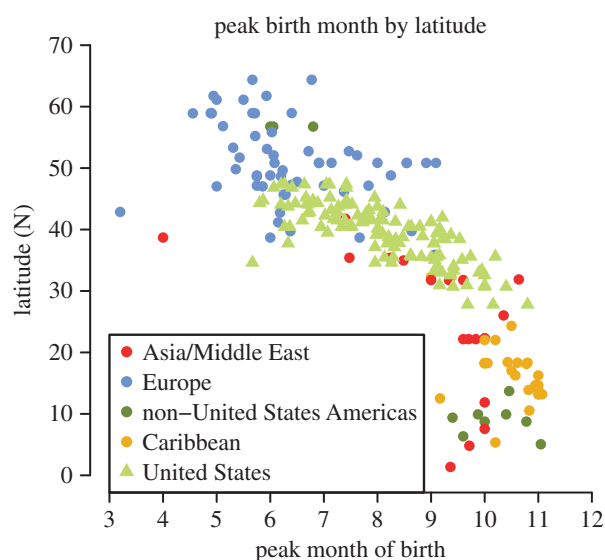 peak birth month by latitude
70
60
50
40
30
20
10
0
latitude (N)
Asia/Middle East
Europe
non–United States Americas
Caribbean
United States
3 4 5 6 7 8 9 10 11 12
peak month of birth